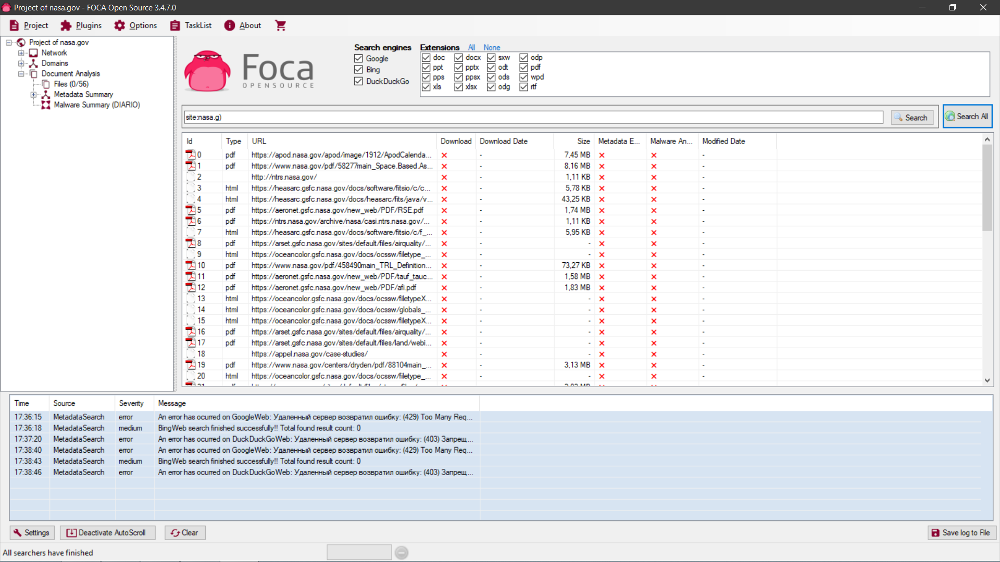 Project of nasa.gov - FOCA Open Source 3.4.7.0
Project Plugins Options TaskList About
Project of nasa.gov
Network
Domains
Document Analysis
Files (0/56)
Metadata Summary
Malware Summary (DIARIO)
Foca
OPENSOURCE
Search engines
Google
Bing
DuckDuckGo
Extensions All None
doc docx sxw odp
ppt pptx odt pdf
pps ppsx ods wpd
xls xlsx odg rtf
site:nasa.g)
Search
Search All
Id Type URL Download Download Date Size Metadata E... Malware An... Modified Date
0 pdf https://apod.nasa.gov/apod/image/1912/ApodCalenda... - 7,45 MB -
1 pdf https://www.nasa.gov/pdf/58277main_Space.Based.As... - 8,16 MB -
2 http://ntrs.nasa.gov/ - 1,11 KB -
3 html https://heasarc.gsfc.nasa.gov/docs/software/fitsio/c/c... - 5,78 KB -
4 html https://heasarc.gsfc.nasa.gov/docs/heasarc/fits/java/v... - 43,25 KB -
5 pdf https://aeronet.gsfc.nasa.gov/new_web/PDF/RSE.pdf - 1,74 MB -
6 pdf https://ntrs.nasa.gov/archive/nasa/casi.ntrs.nasa.gov/... - 1,11 KB -
7 html https://heasarc.gsfc.nasa.gov/docs/software/fitsio/c/f_... - 5,95 KB -
8 pdf https://arset.gsfc.nasa.gov/sites/default/files/airquality/... - - -
9 html https://oceancolor.gsfc.nasa.gov/docs/ocssw/filetype_... - - -
10 pdf https://www.nasa.gov/pdf/458490main_TRL_Definition... - 73,27 KB -
11 pdf https://aeronet.gsfc.nasa.gov/new_web/PDF/tauf_tauc... - 1,58 MB -
12 pdf https://aeronet.gsfc.nasa.gov/new_web/PDF/afi.pdf - 1,83 MB -
13 html https://oceancolor.gsfc.nasa.gov/docs/ocssw/filetypeX... - - -
14 html https://oceancolor.gsfc.nasa.gov/docs/ocssw/globals_... - - -
15 html https://oceancolor.gsfc.nasa.gov/docs/ocssw/filetypeX... - - -
16 pdf https://arset.gsfc.nasa.gov/sites/default/files/airquality/... - - -
17 pdf https://arset.gsfc.nasa.gov/sites/default/files/land/webi... - - -
18 https://appel.nasa.gov/case-studies/ - - -
19 pdf https://www.nasa.gov/centers/dryden/pdf/88104main_... - 3,13 MB -
20 html https://oceancolor.gsfc.nasa.gov/docs/ocssw/filetype_... - - -
Time Source Severity Message
17:36:15 MetadataSearch error An error has ocurred on GoogleWeb: Удаленный сервер возвратил ошибку: (429) Too Many Req...
17:36:18 MetadataSearch medium BingWeb search finished successfully!! Total found result count: 0
17:37:20 MetadataSearch error An error has ocurred on DuckDuckGoWeb: Удаленный сервер возвратил ошибку: (403) Запрещ...
17:38:40 MetadataSearch error An error has ocurred on GoogleWeb: Удаленный сервер возвратил ошибку: (429) Too Many Req...
17:38:43 MetadataSearch medium BingWeb search finished successfully!! Total found result count: 0
17:38:46 MetadataSearch error An error has ocurred on DuckDuckGoWeb: Удаленный сервер возвратил ошибку: (403) Запрещ...
Settings Deactivate AutoScroll Clear Save log to File
All searchers have finished